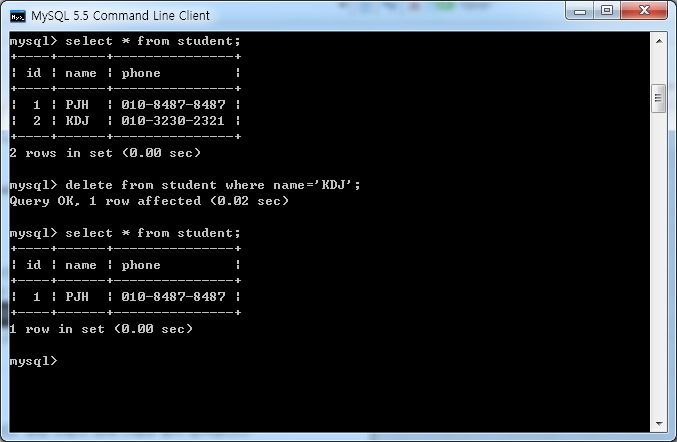 MySQL 5.5 Command Line Client
mysql> select * from student;
+----+------+---------------+
| id | name | phone         |
+----+------+---------------+
|  1 | PJH  | 010-8487-8487 |
|  2 | KDJ  | 010-3230-2321 |
+----+------+---------------+
2 rows in set (0.00 sec)
mysql> delete from student where name='KDJ';
Query OK, 1 row affected (0.02 sec)
mysql> select * from student;
+----+------+---------------+
| id | name | phone         |
+----+------+---------------+
|  1 | PJH  | 010-8487-8487 |
+----+------+---------------+
1 row in set (0.00 sec)
mysql>